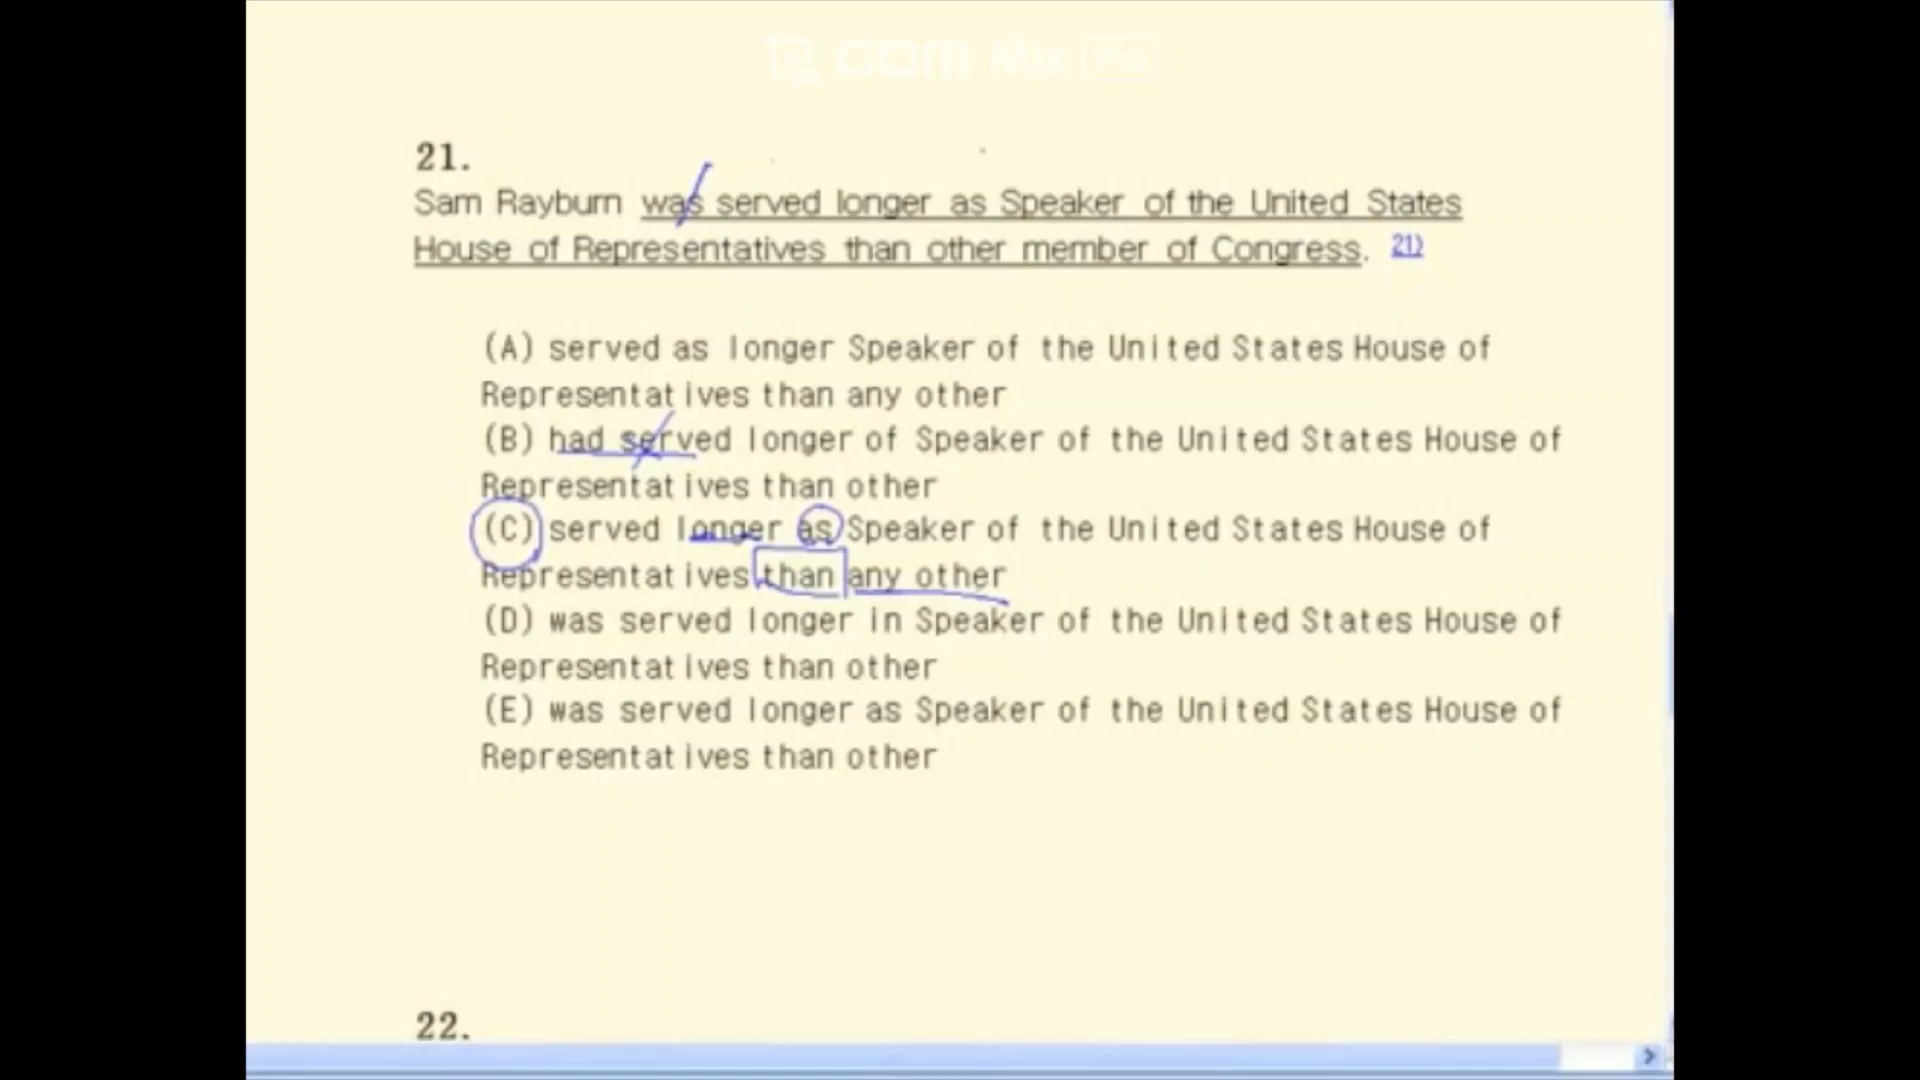 GOM Mix
21.
Sam Rayburn was served longer as Speaker of the United States
House of Representatives than other member of Congress. 21)
(A) served as longer Speaker of the United States House of
Representatives than any other
(B) had served longer of Speaker of the United States House of
Representatives than other
(C) served longer as Speaker of the United States House of
Representatives than any other
(D) was served longer in Speaker of the United States House of
Representatives than other
(E) was served longer as Speaker of the United States House of
Representatives than other
22.